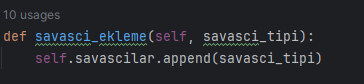 10 usages
def savasci_ekleme(self, savasci_tipi):
    self.savascilar.append(savasci_tipi)